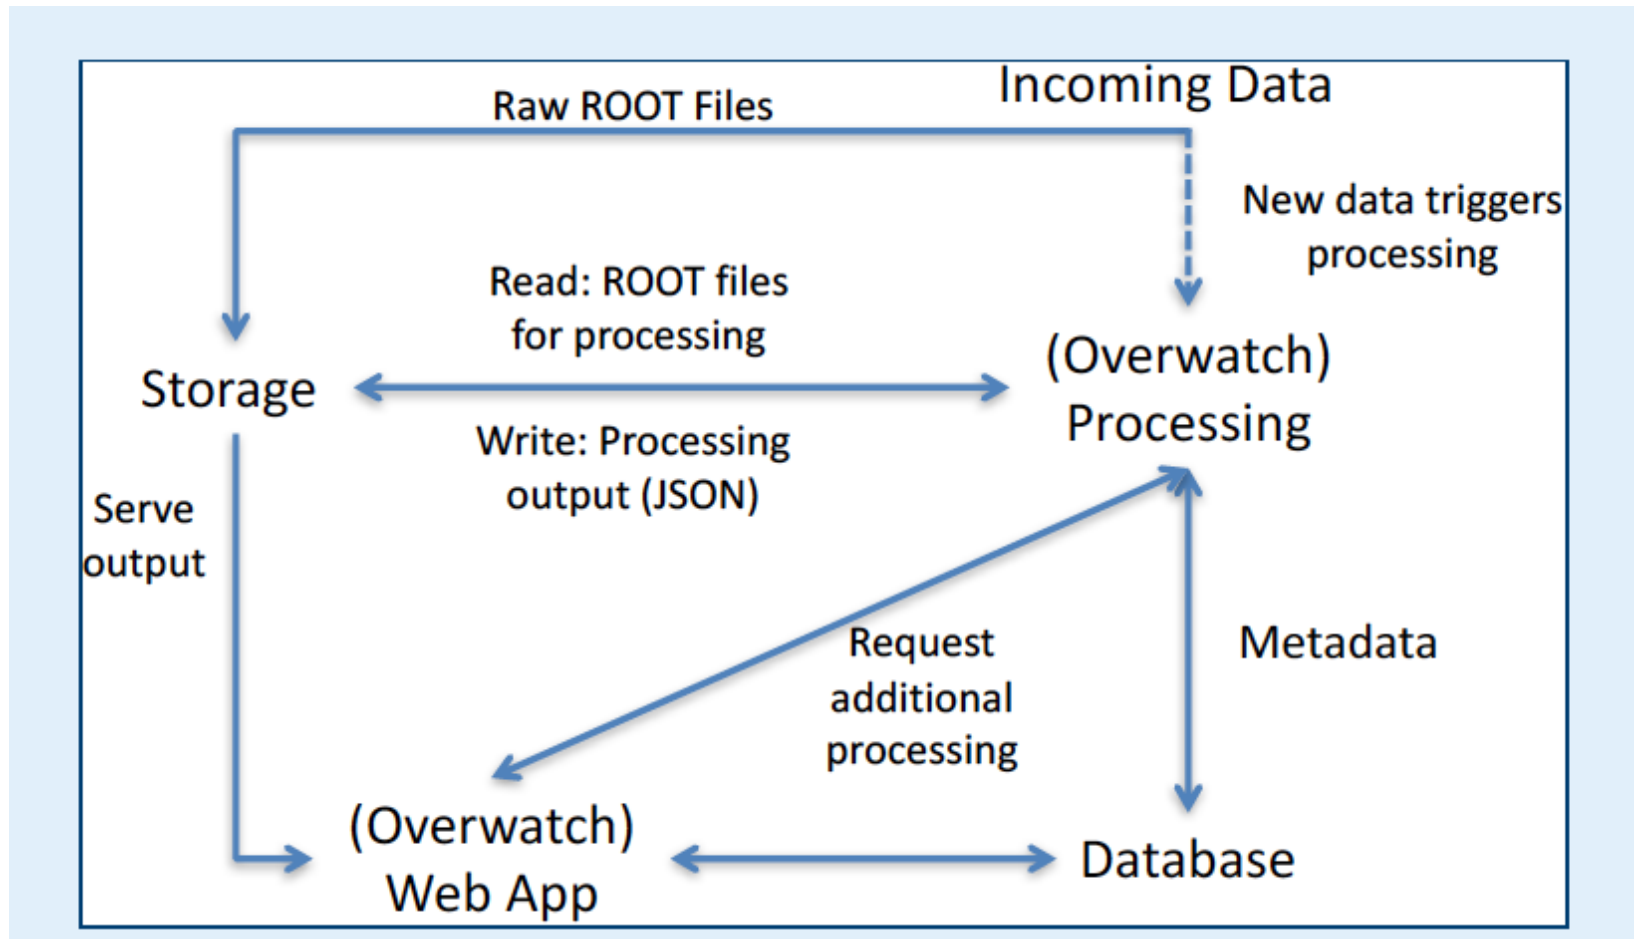 Incoming Data
Raw ROOT Files
New data triggers
processing
Read: ROOT files
for processing
(Overwatch)
Processing
Storage
Write: Processing
output (JSON)
Serve
output
Request
additional
processing
Metadata
(Overwatch)
Web App
Database